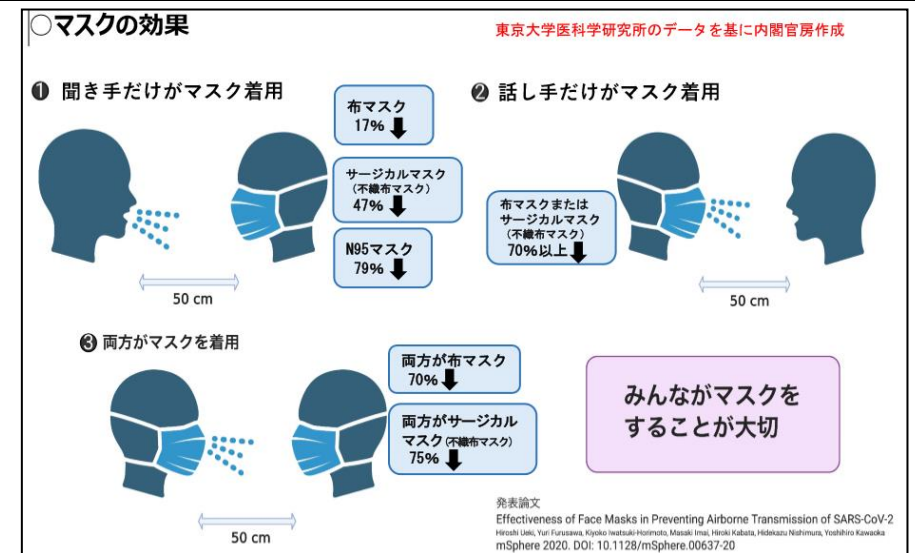 ○マスクの効果
東京大学医科学研究所のデータを基に内閣官房作成
❶ 聞き手だけがマスク着用
布マスク
17%
サージカルマスク
(不織布マスク)
47%
N95マスク
79%
50 cm
❷ 話し手だけがマスク着用
布マスクまたは
サージカルマスク
(不織布マスク)
70%以上
50 cm
❸ 両方がマスクを着用
両方が布マスク
70%
両方がサージカル
マスク(不織布マスク)
75%
50 cm
みんながマスクを
することが大切
発表論文
Effectiveness of Face Masks in Preventing Airborne Transmission of SARS-CoV-2
Hiroshi Ueki, Yuri Furusawa, Kiyoko Iwatsuki-Horimoto, Masaki Imai, Hiroki Kabata, Hidekazu Nishimura, Yoshihiro Kawaoka
mSphere 2020. DOI: 10.1128/mSphere.00637-20